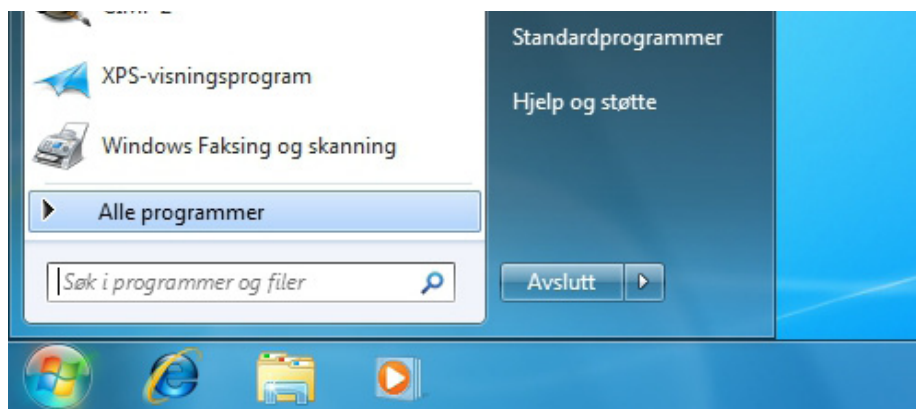 XPS-visningsprogram
Windows Faksing og skanning
Alle programmer
Søk i programmer og filer
Standardprogrammer
Hjelp og støtte
Avslutt